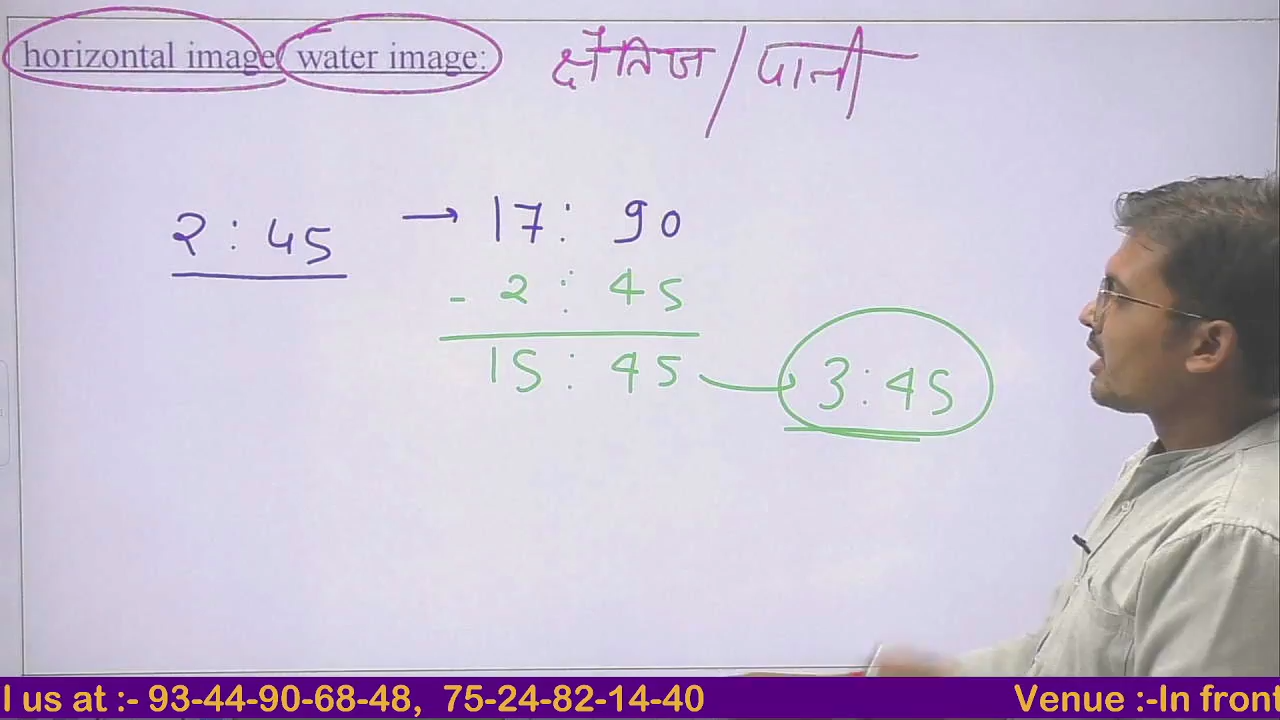 horizontal image water image: क्षैतिज / पानी
2 : 45 → 17 : 90
- 2 : 45
15 : 45 3 : 45
l us at :- 93-44-90-68-48, 75-24-82-14-40 Venue :-In front